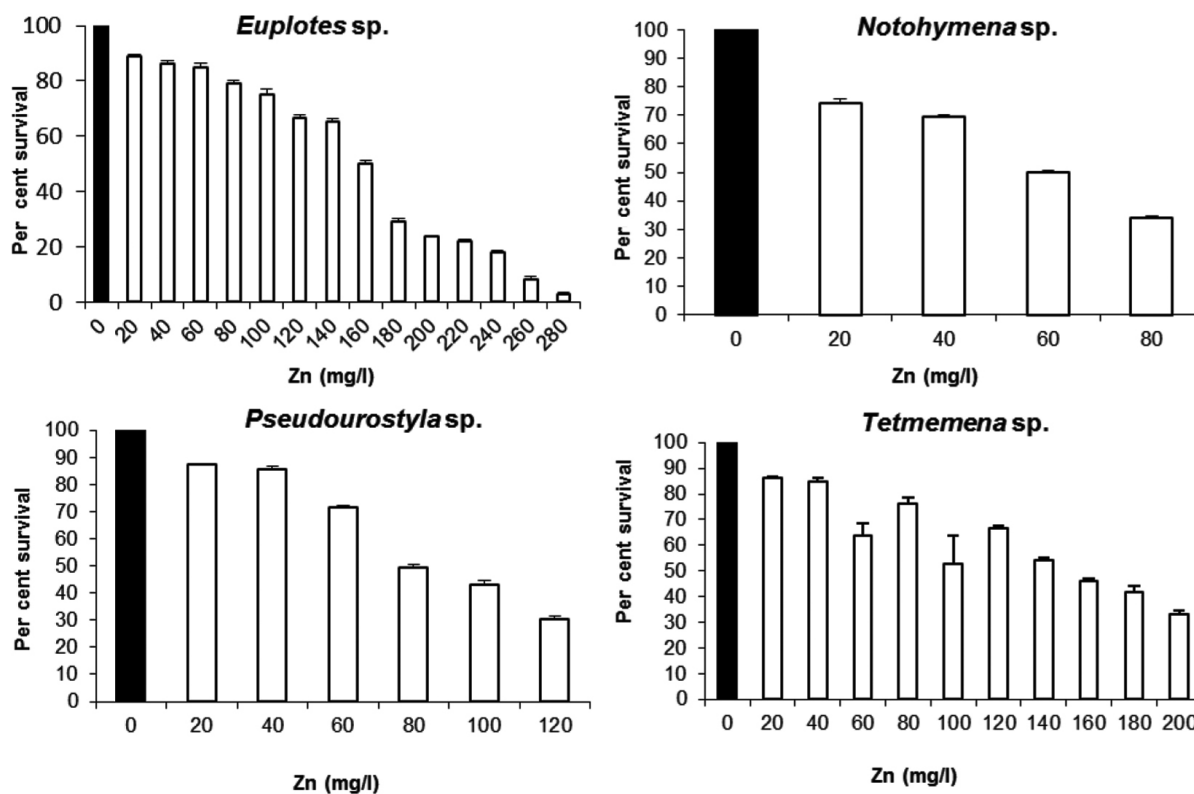 Euplotes sp.
Per cent survival
100
80
60
40
20
0
0 20 40 60 80 100 120 140 160 180 200 220 240 260 280
Zn (mg/l)
Notohymena sp.
Per cent survival
100
90
80
70
60
50
40
30
20
10
0
0 20 40 60 80
Zn (mg/l)
Pseudourostyla sp.
Per cent survival
100
90
80
70
60
50
40
30
20
10
0
0 20 40 60 80 100 120
Zn (mg/l)
Tetmemena sp.
Per cent survival
100
90
80
70
60
50
40
30
20
10
0
0 20 40 60 80 100 120 140 160 180 200
Zn (mg/l)